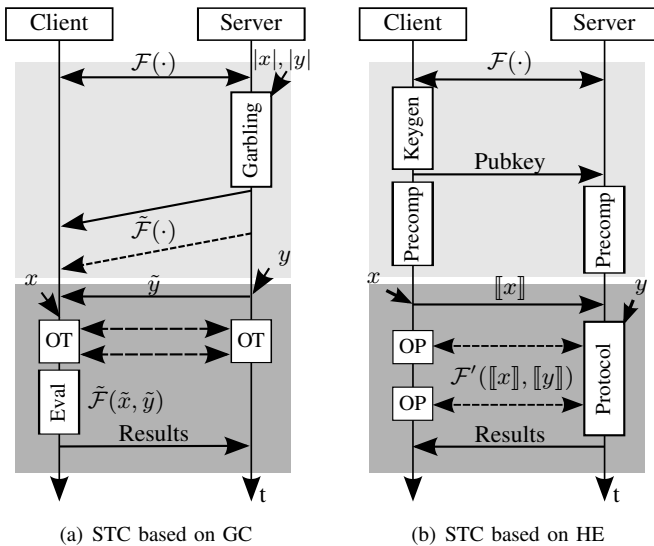 Client Server
|x|, |y|
ℱ(·)
Garbling
ℱ̃(·)
y
x
ỹ
OT OT
Eval
ℱ̃(x̃, ỹ)
Results
t
(a) STC based on GC
Client Server
ℱ(·)
Keygen
Pubkey
Precomp Precomp
x
⟦x⟧
y
OP
ℱ′(⟦x⟧, ⟦y⟧)
Protocol
OP
Results
t
(b) STC based on HE